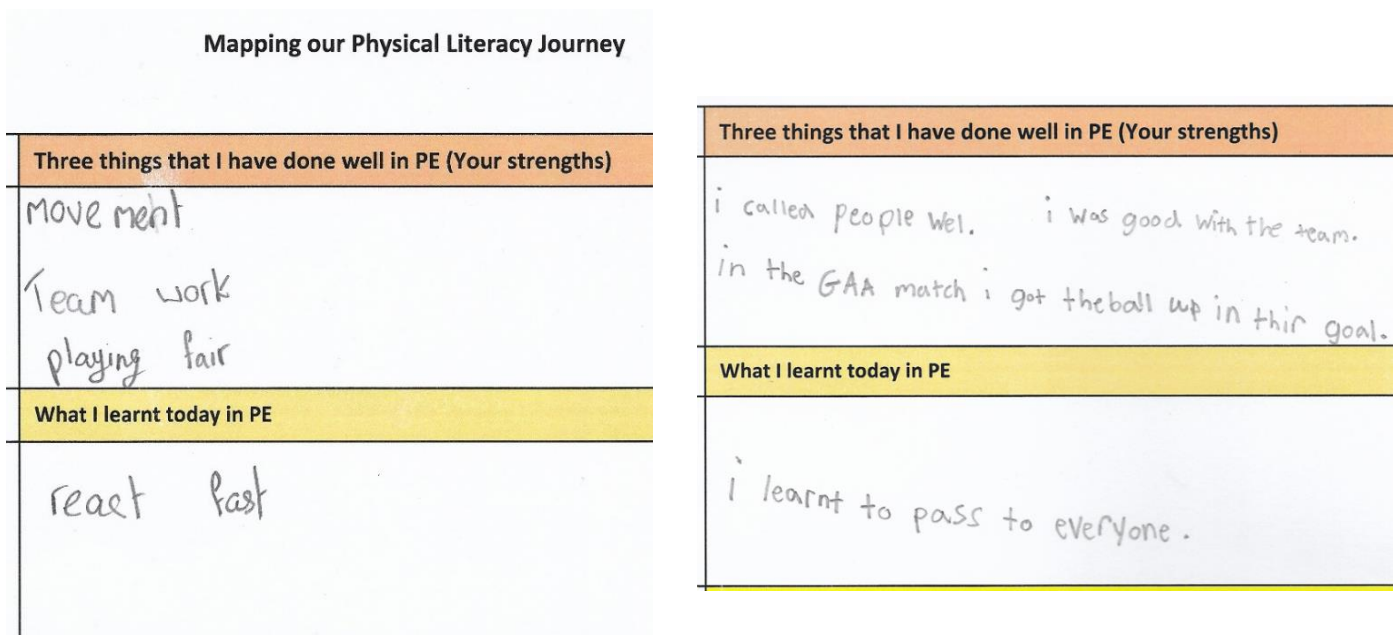 Mapping our Physical Literacy Journey
Three things that I have done well in PE (Your strengths)
Movement
Team work
playing fair
What I learnt today in PE
react fast
Three things that I have done well in PE (Your strengths)
i called people wel. i was good with the team.
in the GAA match i got the ball up in thir goal.
What I learnt today in PE
i learnt to pass to everyone.